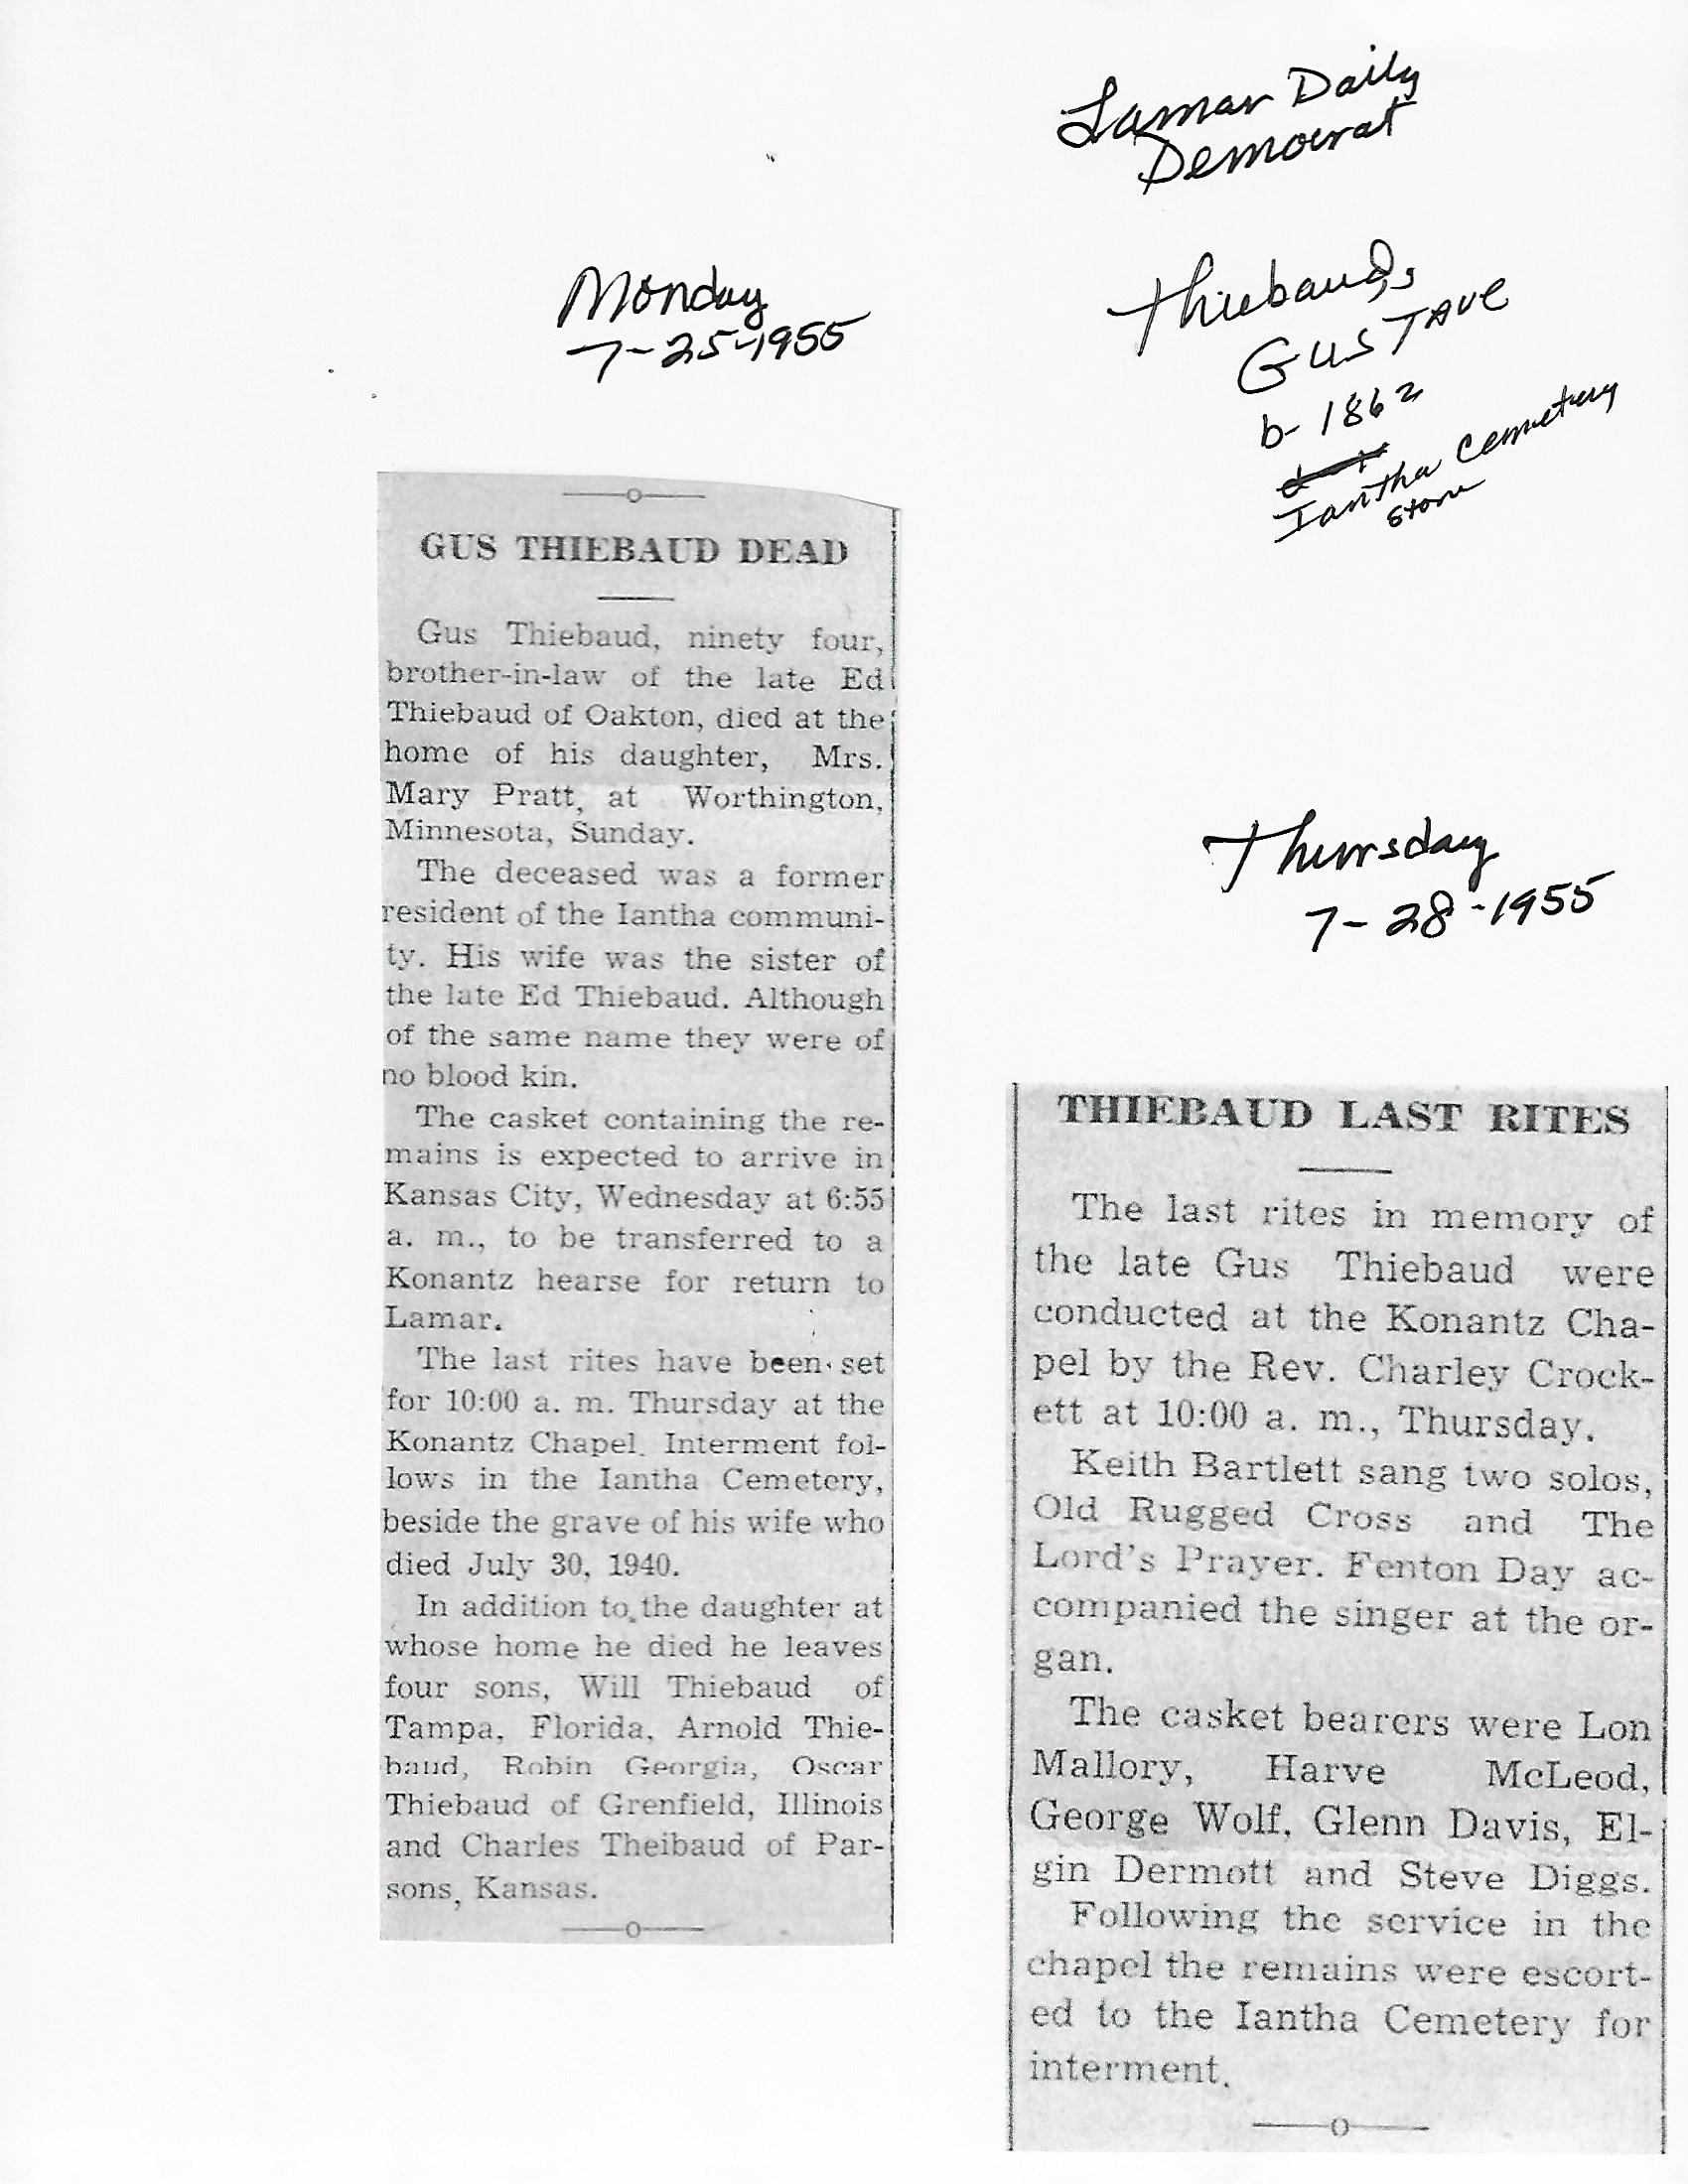 Lamar Daily
Democrat
Thiebaud,
GUSTAVE
b- 1862
Iantha Cemetery
stone
Monday
7-25-1955
GUS THIEBAUD DEAD
Gus Thiebaud, ninety four,
brother-in-law of the late Ed
Thiebaud of Oakton, died at the
home of his daughter, Mrs.
Mary Pratt, at Worthington,
Minnesota, Sunday.
The deceased was a former
resident of the Iantha communi-
ty. His wife was the sister of
the late Ed Thiebaud. Although
of the same name they were of
no blood kin.
The casket containing the re-
mains is expected to arrive in
Kansas City, Wednesday at 6:55
a. m., to be transferred to a
Konantz hearse for return to
Lamar.
The last rites have been set
for 10:00 a. m. Thursday at the
Konantz Chapel. Interment fol-
lows in the Iantha Cemetery,
beside the grave of his wife who
died July 30, 1940.
In addition to the daughter at
whose home he died he leaves
four sons, Will Thiebaud of
Tampa, Florida, Arnold Thie-
baud, Robin Georgia, Oscar
Thiebaud of Grenfield, Illinois
and Charles Theibaud of Par-
sons, Kansas.
Thursday
7-28-1955
THIEBAUD LAST RITES
The last rites in memory of
the late Gus Thiebaud were
conducted at the Konantz Cha-
pel by the Rev. Charley Crock-
ett at 10:00 a. m., Thursday.
Keith Bartlett sang two solos,
Old Rugged Cross and The
Lord's Prayer. Fenton Day ac-
companied the singer at the or-
gan.
The casket bearers were Lon
Mallory, Harve McLeod,
George Wolf, Glenn Davis, El-
gin Dermott and Steve Diggs.
Following the service in the
chapel the remains were escort-
ed to the Iantha Cemetery for
interment.